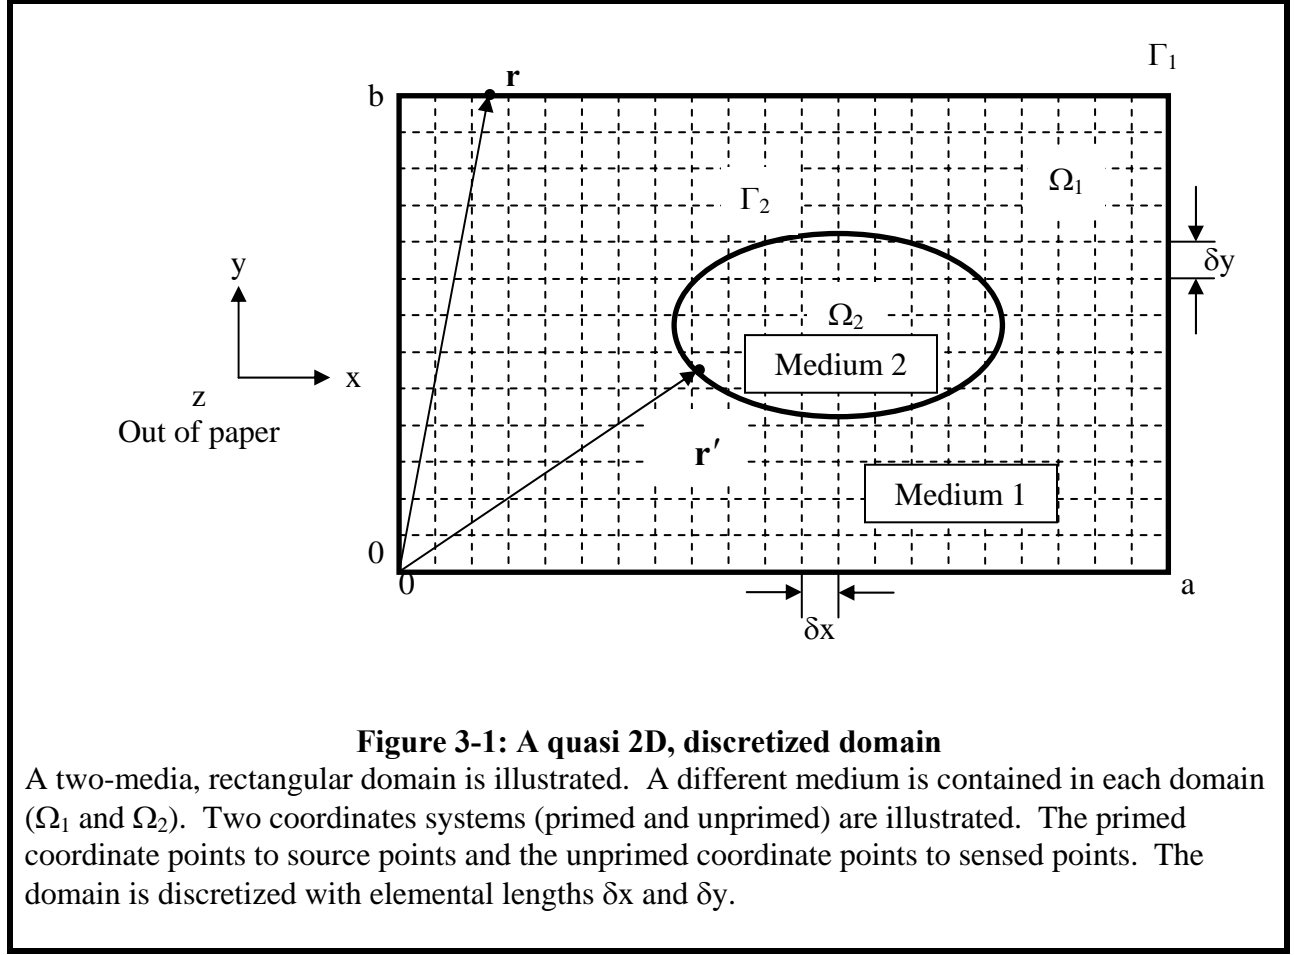 Γ₁
r
b
Ω₁
Γ₂
δy
y
Ω₂
Medium 2
x
z
Out of paper
r′
Medium 1
0
0
a
δx
Figure 3-1: A quasi 2D, discretized domain
A two-media, rectangular domain is illustrated.  A different medium is contained in each domain
(Ω₁ and Ω₂).  Two coordinates systems (primed and unprimed) are illustrated.  The primed
coordinate points to source points and the unprimed coordinate points to sensed points.  The
domain is discretized with elemental lengths δx and δy.